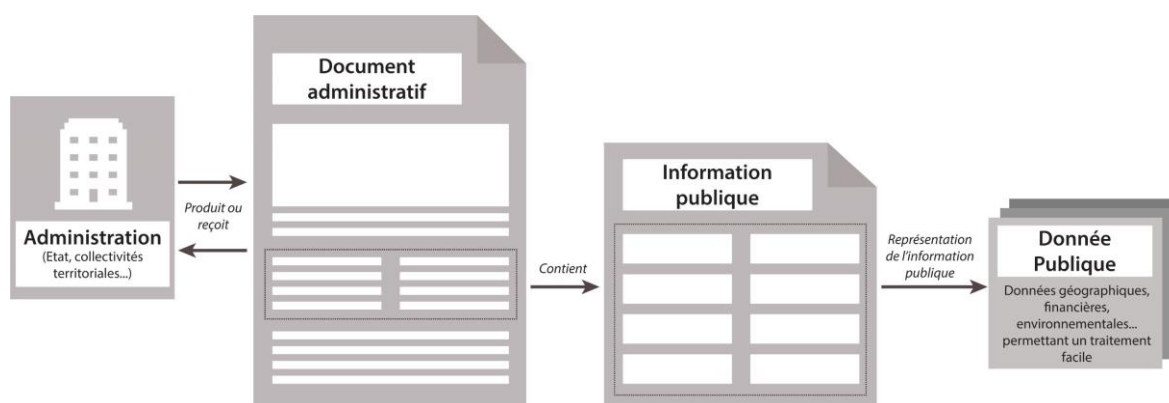 Administration
(Etat, collectivités
territoriales...)
Produit ou
reçoit
Document
administratif
Contient
Information
publique
Représentation
de l'information
publique
Donnée
Publique
Données géographiques,
financières,
environnementales...
permettant un traitement
facile